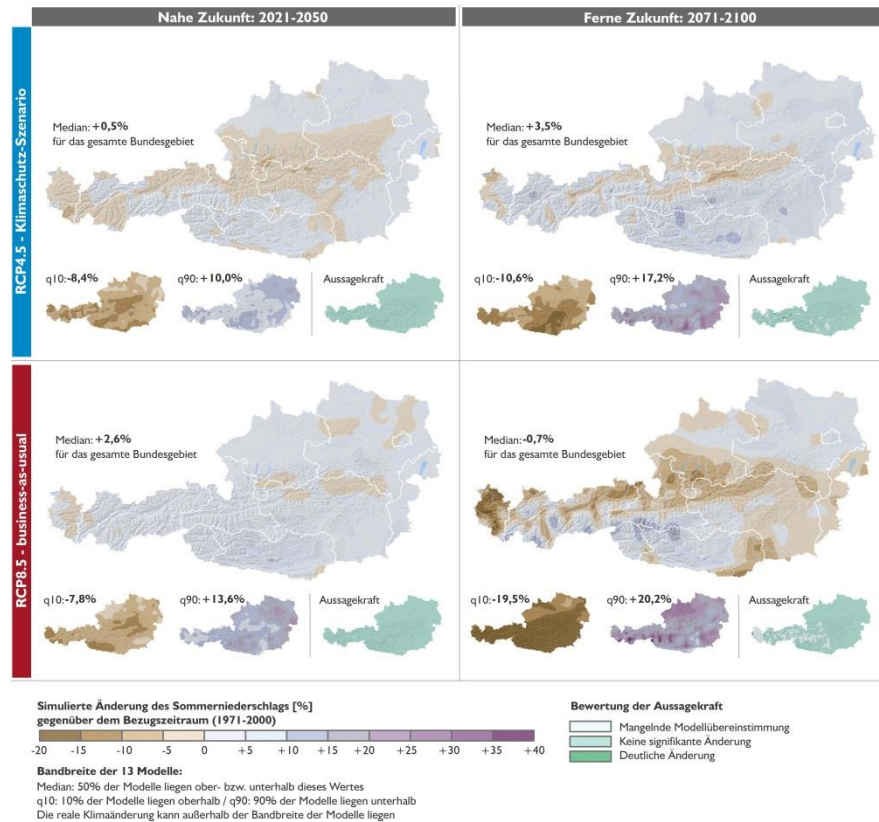 Nahe Zukunft: 2021-2050
Ferne Zukunft: 2071-2100
RCP4.5 - Klimaschutz-Szenario
Median: +0,5%
für das gesamte Bundesgebiet
q10:-8,4%
q90: +10,0%
Aussagekraft
Median: +3,5%
für das gesamte Bundesgebiet
q10: -10,6%
q90: +17,2%
Aussagekraft
RCP8.5 - business-as-usual
Median: +2,6%
für das gesamte Bundesgebiet
q10:-7,8%
q90: +13,6%
Aussagekraft
Median: -0,7%
für das gesamte Bundesgebiet
q10: -19,5%
q90: +20,2%
Aussagekraft
Simulierte Änderung des Sommerniederschlags [%]
gegenüber dem Bezugszeitraum (1971-2000)
-20 -15 -10 -5 0 +5 +10 +15 +20 +25 +30 +35 +40
Bandbreite der 13 Modelle:
Median: 50% der Modelle liegen ober- bzw. unterhalb dieses Wertes
q10: 10% der Modelle liegen oberhalb / q90: 90% der Modelle liegen unterhalb
Die reale Klimaänderung kann außerhalb der Bandbreite der Modelle liegen
Bewertung der Aussagekraft
Mangelnde Modellübereinstimmung
Keine signifikante Änderung
Deutliche Änderung